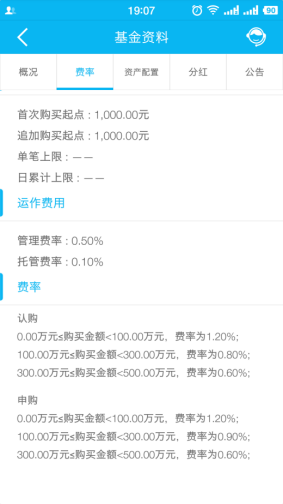 19:07
90
基金资料
概况
费率
资产配置
分红
公告
首次购买起点 : 1,000.00元
追加购买起点 : 1,000.00元
单笔上限 : ——
日累计上限 : ——
运作费用
管理费率 : 0.50%
托管费率 : 0.10%
费率
认购
0.00万元≤购买金额<100.00万元，费率为1.20%;
100.00万元≤购买金额<300.00万元，费率为0.80%;
300.00万元≤购买金额<500.00万元，费率为0.60%;
申购
0.00万元≤购买金额<100.00万元，费率为1.20%;
100.00万元≤购买金额<300.00万元，费率为0.90%;
300.00万元≤购买金额<500.00万元，费率为0.60%;